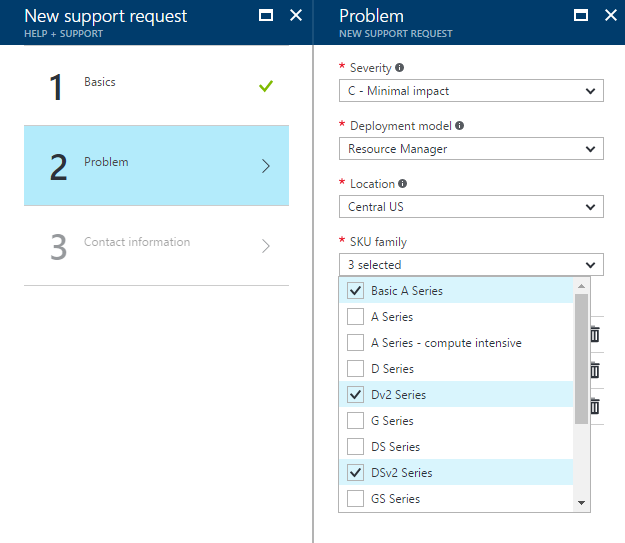 New support request
HELP + SUPPORT
1 Basics
2 Problem
3 Contact information
Problem
NEW SUPPORT REQUEST
* Severity
C - Minimal impact
* Deployment model
Resource Manager
* Location
Central US
* SKU family
3 selected
Basic A Series
A Series
A Series - compute intensive
D Series
Dv2 Series
G Series
DS Series
DSv2 Series
GS Series